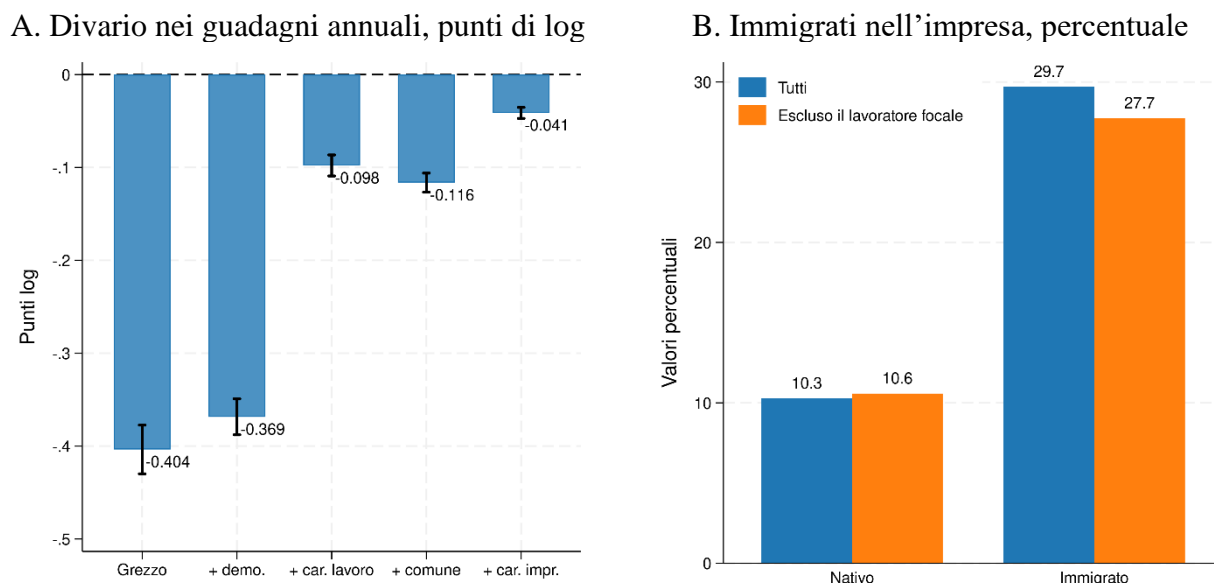 A. Divario nei guadagni annuali, punti di log
0
-.1
-.2
-.3
-.4
-.5
Punti log
-0.404
-0.369
-0.098
-0.116
-0.041
Grezzo
+ demo.
+ car. lavoro
+ comune
+ car. impr.
B. Immigrati nell’impresa, percentuale
Tutti
Escluso il lavoratore focale
30
20
10
0
Valori percentuali
10.3
10.6
29.7
27.7
Nativo
Immigrato